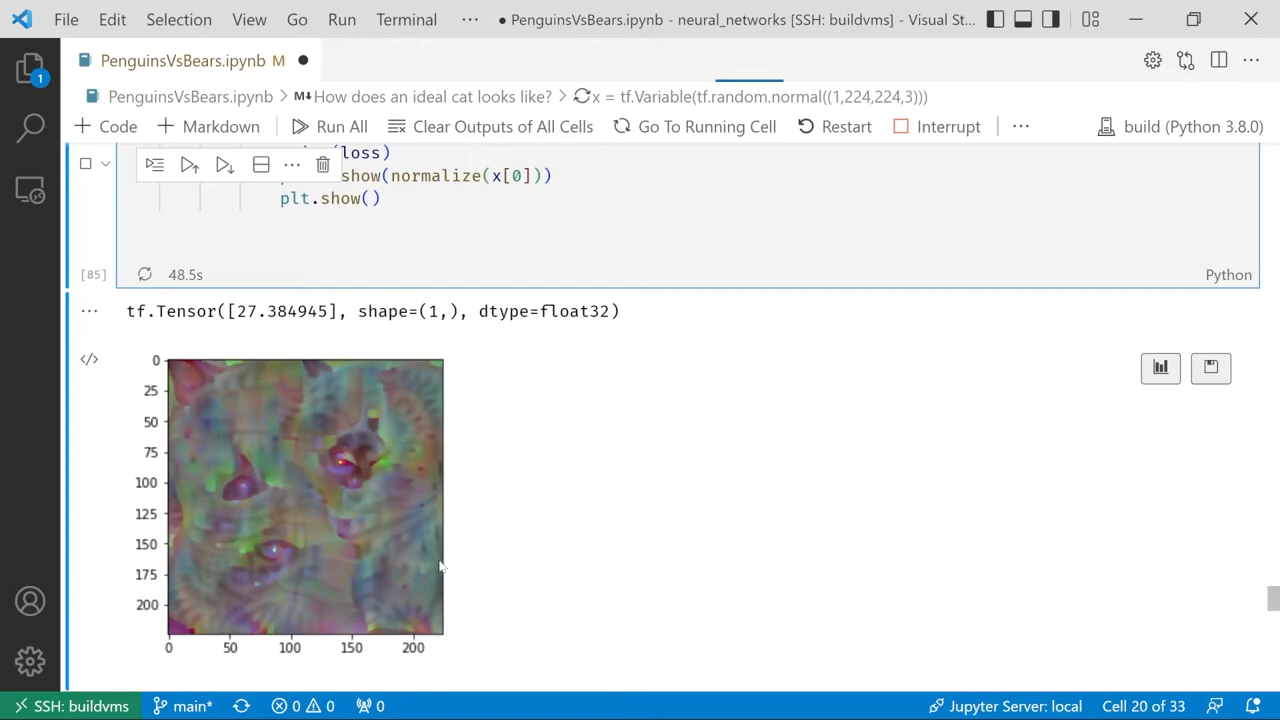 File Edit Selection View Go Run Terminal ··· ● PenguinsVsBears.ipynb - neural_networks [SSH: buildvms] - Visual St...
PenguinsVsBears.ipynb M ●
PenguinsVsBears.ipynb > M↓How does an ideal cat looks like? > x = tf.Variable(tf.random.normal((1,224,224,3)))
+ Code + Markdown Run All Clear Outputs of All Cells Go To Running Cell Restart Interrupt ··· build (Python 3.8.0)
1
(loss)
show(normalize(x[0]))
plt.show()
[85] 48.5s Python
··· tf.Tensor([27.384945], shape=(1,), dtype=float32)
</>
0
25
50
75
100
125
150
175
200
0 50 100 150 200
SSH: buildvms main* 0 0 0 Jupyter Server: local Cell 20 of 33